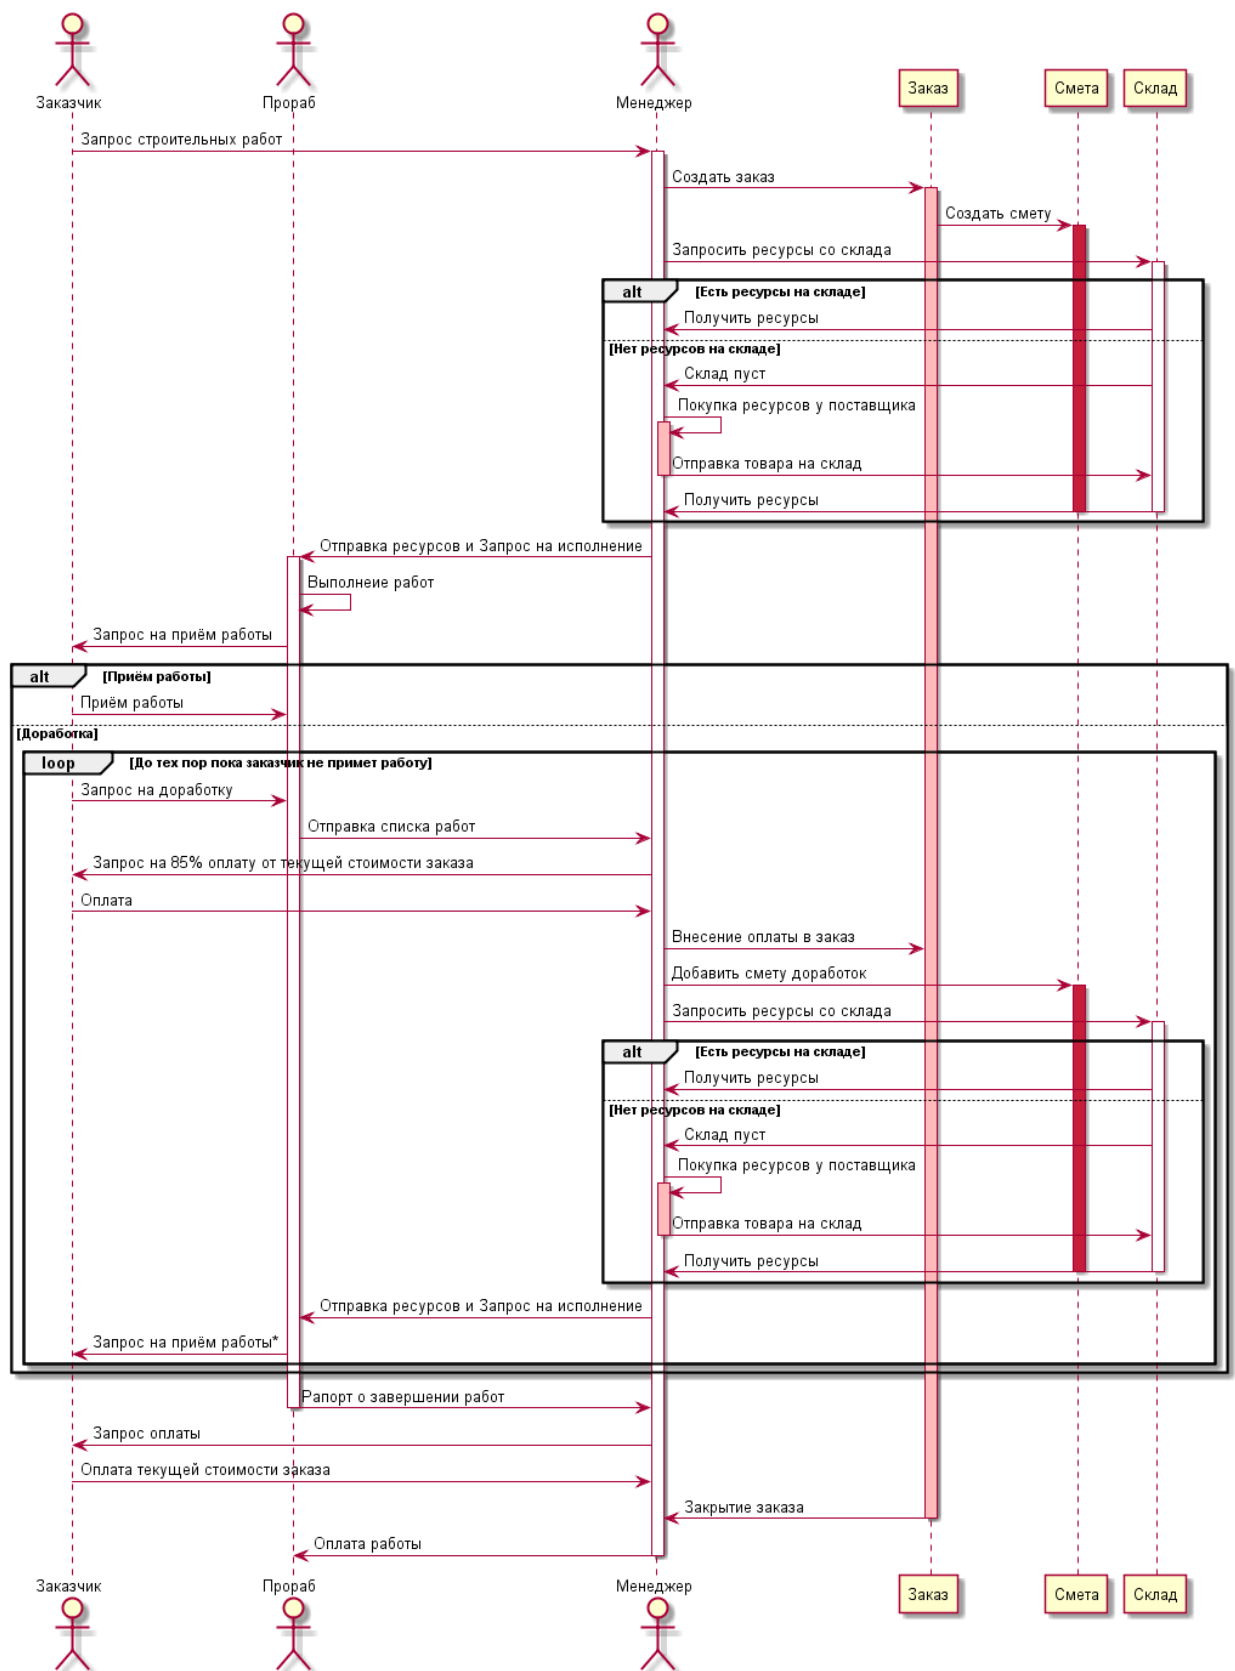 Заказчик
Прораб
Менеджер
Заказ
Смета
Склад
Запрос строительных работ
Создать заказ
Создать смету
Запросить ресурсы со склада
alt [Есть ресурсы на складе]
Получить ресурсы
[Нет ресурсов на складе]
Склад пуст
Покупка ресурсов у поставщика
Отправка товара на склад
Получить ресурсы
Отправка ресурсов и Запрос на исполнение
Выполнеие работ
Запрос на приём работы
alt [Приём работы]
Приём работы
[Доработка]
loop [До тех пор пока заказчик не примет работу]
Запрос на доработку
Отправка списка работ
Запрос на 85% оплату от текущей стоимости заказа
Оплата
Внесение оплаты в заказ
Добавить смету доработок
Запросить ресурсы со склада
alt [Есть ресурсы на складе]
Получить ресурсы
[Нет ресурсов на складе]
Склад пуст
Покупка ресурсов у поставщика
Отправка товара на склад
Получить ресурсы
Отправка ресурсов и Запрос на исполнение
Запрос на приём работы*
Рапорт о завершении работ
Запрос оплаты
Оплата текущей стоимости заказа
Закрытие заказа
Оплата работы
Заказчик
Прораб
Менеджер
Заказ
Смета
Склад